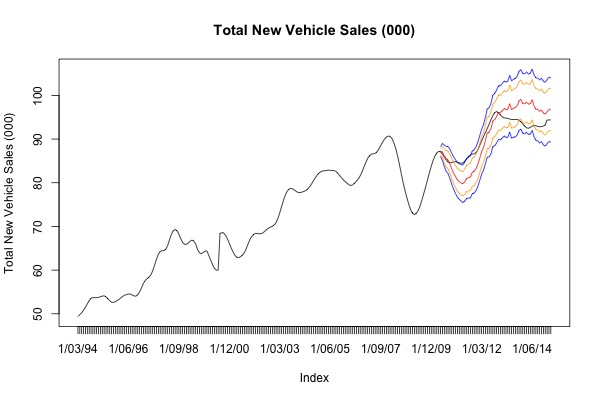 Total New Vehicle Sales (000)
Total New Vehicle Sales (000)
100
90
80
70
60
50
1/03/94 1/06/96 1/09/98 1/12/00 1/03/03 1/06/05 1/09/07 1/12/09 1/03/12 1/06/14
Index